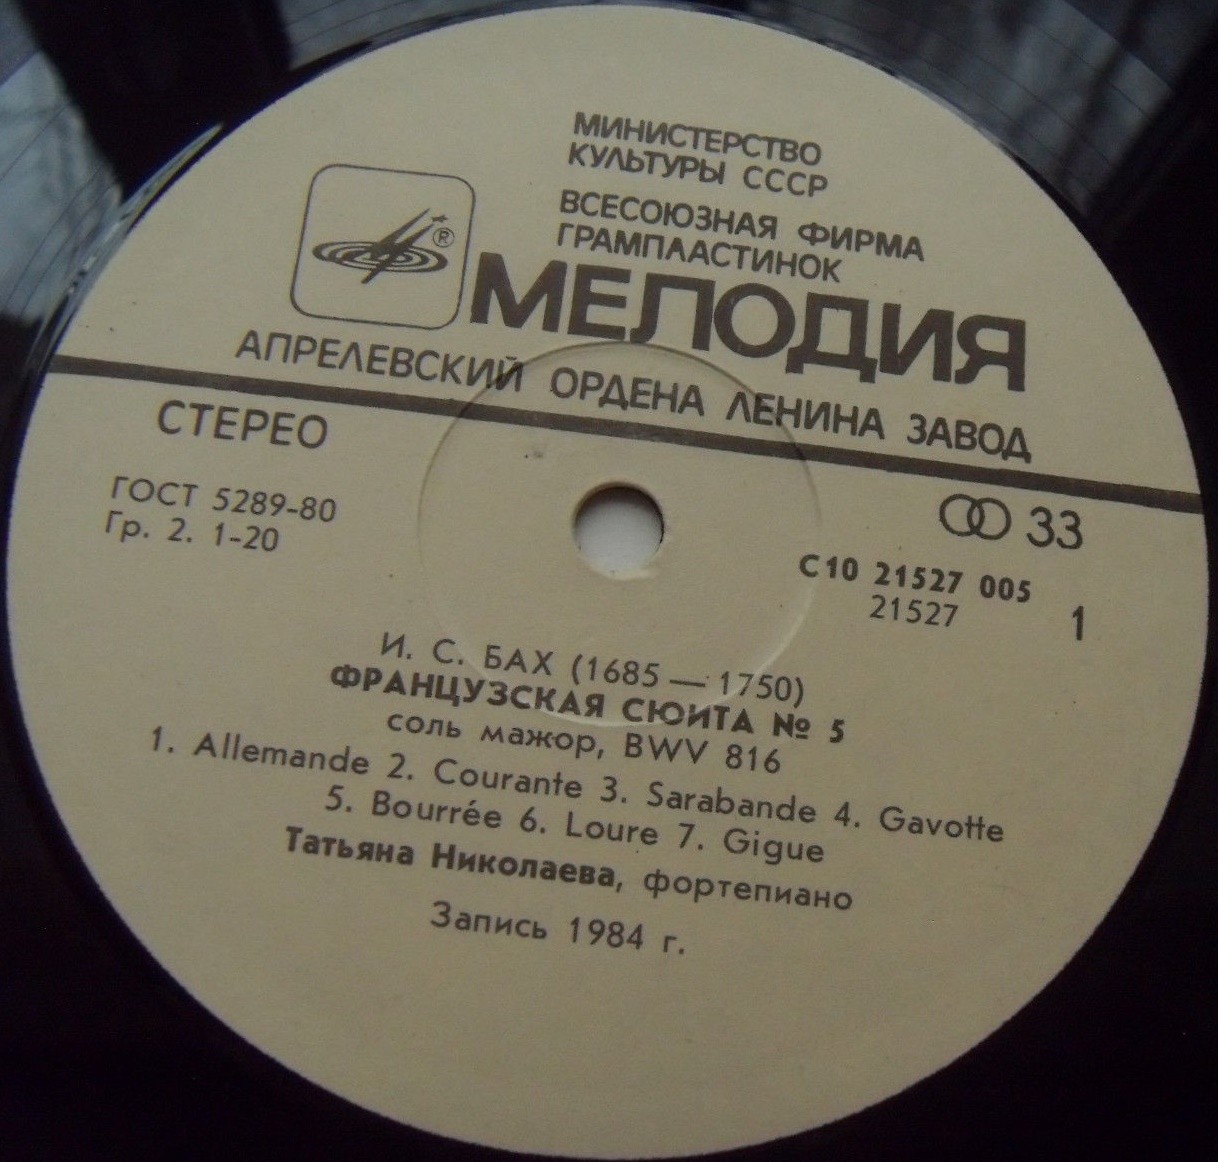 МИНИСТЕРСТВО
КУЛЬТУРЫ СССР
ВСЕСОЮЗНАЯ ФИРМА
ГРАМПЛАСТИНОК
®
МЕЛОДИЯ
АПРЕЛЕВСКИЙ ОРДЕНА ЛЕНИНА ЗАВОД
СТЕРЕО
33
ГОСТ 5289-80
Гр. 2. 1-20
С10 21527 005
21527
1
И. С. БАХ (1685 — 1750)
ФРАНЦУЗСКАЯ СЮИТА № 5
соль мажор, BWV 816
1. Allemande 2. Courante 3. Sarabande 4. Gavotte
5. Bourrée 6. Loure 7. Gigue
Татьяна Николаева, фортепиано
Запись 1984 г.